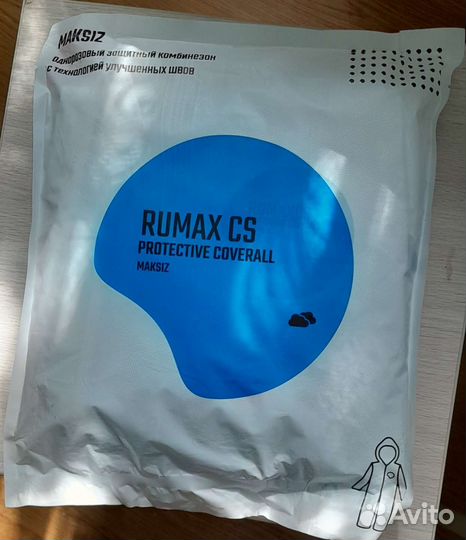 MAKSIZ
одноразовый защитный комбинезон
с технологией улучшенных швов
RUMAX CS
PROTECTIVE COVERALL
MAKSIZ
Avito